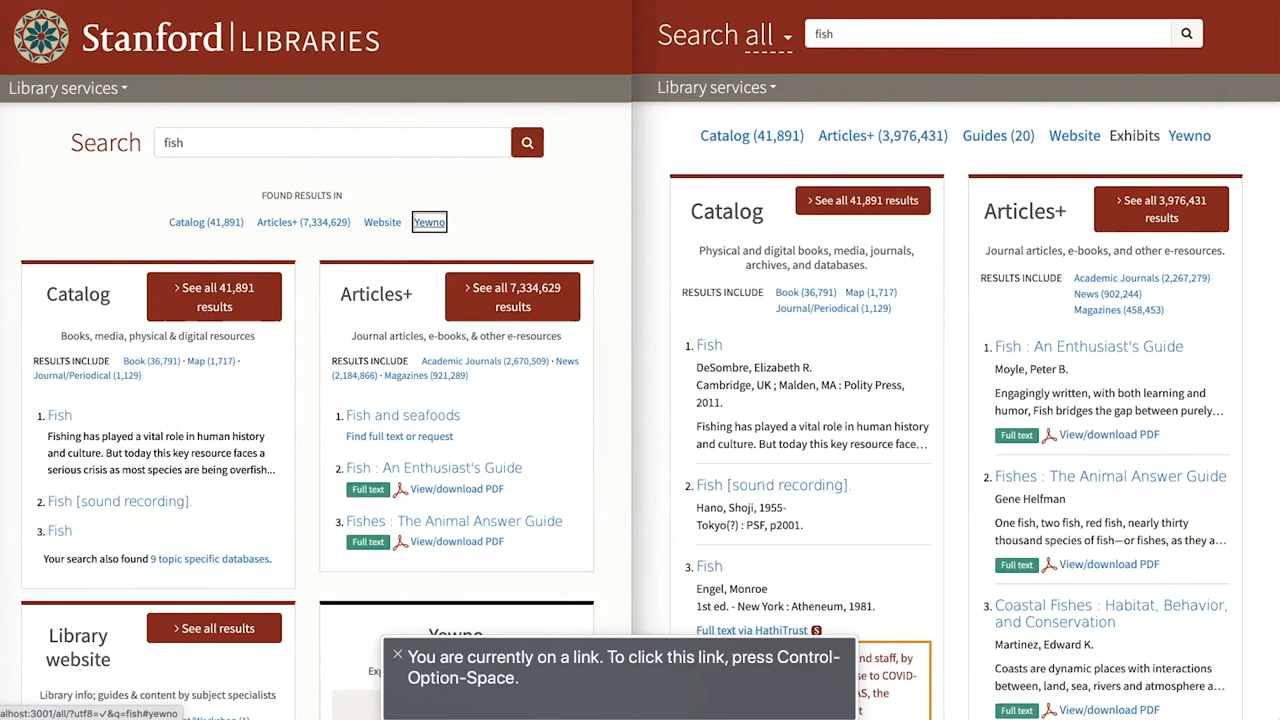 Stanford LIBRARIES
Library services
Search
fish
FOUND RESULTS IN
Catalog (41,891) Articles+ (7,334,629) Website Yewno
Catalog
> See all 41,891
results
Books, media, physical & digital resources
RESULTS INCLUDE Book (36,791) · Map (1,717) ·
Journal/Periodical (1,129)
1. Fish
Fishing has played a vital role in human history
and culture. But today this key resource faces a
serious crisis as most species are being overfish...
2. Fish [sound recording].
3. Fish
Your search also found 9 topic specific databases.
Articles+
> See all 7,334,629
results
Journal articles, e-books, & other e-resources
RESULTS INCLUDE Academic Journals (2,670,509) · News
(2,184,866) · Magazines (921,289)
1. Fish and seafoods
Find full text or request
2. Fish : An Enthusiast's Guide
Full text View/download PDF
3. Fishes : The Animal Answer Guide
Full text View/download PDF
Library
website
> See all results
Library info; guides & content by subject specialists
Yewno
Exp
alhost:3001/all/?utf8=✓&q=fish#yewno
Search all
fish
Library services
Catalog (41,891) Articles+ (3,976,431) Guides (20) Website Exhibits Yewno
Catalog
> See all 41,891 results
Physical and digital books, media, journals,
archives, and databases.
RESULTS INCLUDE Book (36,791) Map (1,717)
Journal/Periodical (1,129)
1. Fish
DeSombre, Elizabeth R.
Cambridge, UK ; Malden, MA : Polity Press,
2011.
Fishing has played a vital role in human history
and culture. But today this key resource face...
2. Fish [sound recording].
Hano, Shoji, 1955-
Tokyo(?) : PSF, p2001.
3. Fish
Engel, Monroe
1st ed. - New York : Atheneum, 1981.
Full text via HathiTrust S
nd staff, by
se to COVID-
AS, the
Articles+
> See all 3,976,431
results
Journal articles, e-books, and other e-resources.
RESULTS INCLUDE Academic Journals (2,267,279)
News (902,244)
Magazines (458,453)
1. Fish : An Enthusiast's Guide
Moyle, Peter B.
Engagingly written, with both learning and
humor, Fish bridges the gap between purely...
Full text View/download PDF
2. Fishes : The Animal Answer Guide
Gene Helfman
One fish, two fish, red fish, nearly thirty
thousand species of fish—or fishes, as they a...
Full text View/download PDF
3. Coastal Fishes : Habitat, Behavior,
and Conservation
Martinez, Edward K.
Coasts are dynamic places with interactions
between, land, sea, rivers and atmosphere a...
Full text View/download PDF
You are currently on a link. To click this link, press Control-
Option-Space.